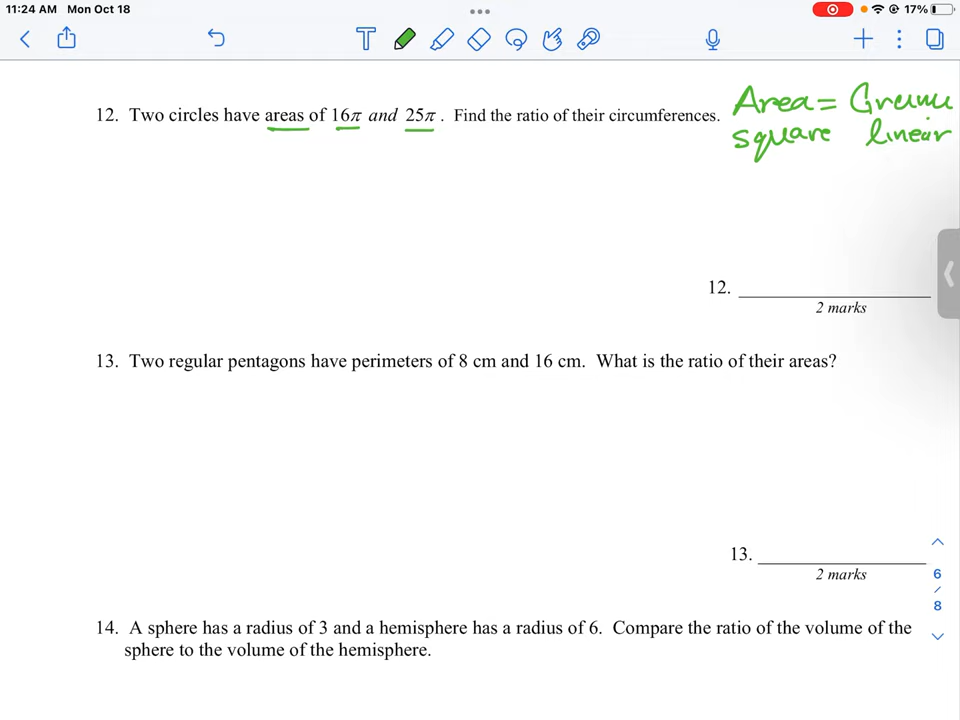 11:24 AM Mon Oct 18
17%
T
12. Two circles have areas of 16π and 25π. Find the ratio of their circumferences.
Area = Circum
square linear
12.
2 marks
13. Two regular pentagons have perimeters of 8 cm and 16 cm. What is the ratio of their areas?
13.
2 marks
6
/
8
14. A sphere has a radius of 3 and a hemisphere has a radius of 6. Compare the ratio of the volume of the
sphere to the volume of the hemisphere.